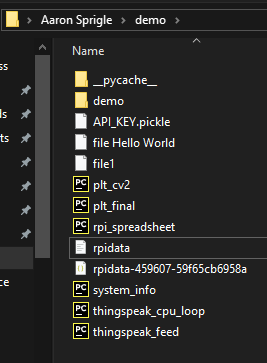 Aaron Sprigle > demo >
ss
Name
__pycache__
demo
ds
API_KEY.pickle
ts
file Hello World
file1
plt_cv2
plt_final
rpi_spreadsheet
rpidata
ce
rpidata-459607-59f65cb6958a
system_info
thingspeak_cpu_loop
thingspeak_feed